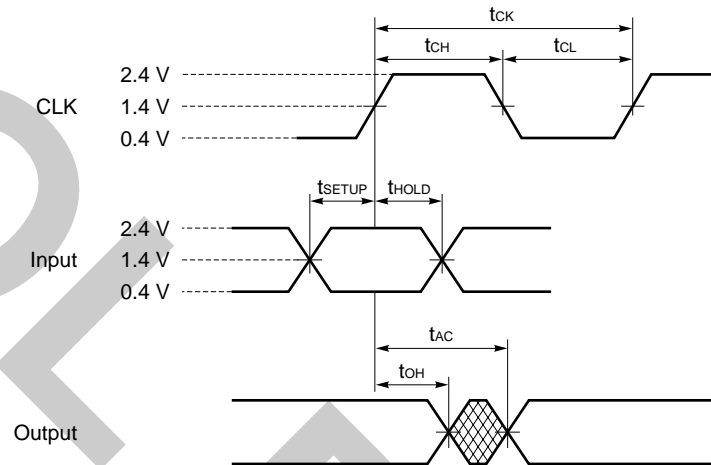 tCK
tCH
tCL
2.4 V
CLK
1.4 V
0.4 V
tSETUP
tHOLD
2.4 V
Input
1.4 V
0.4 V
tAC
tOH
Output